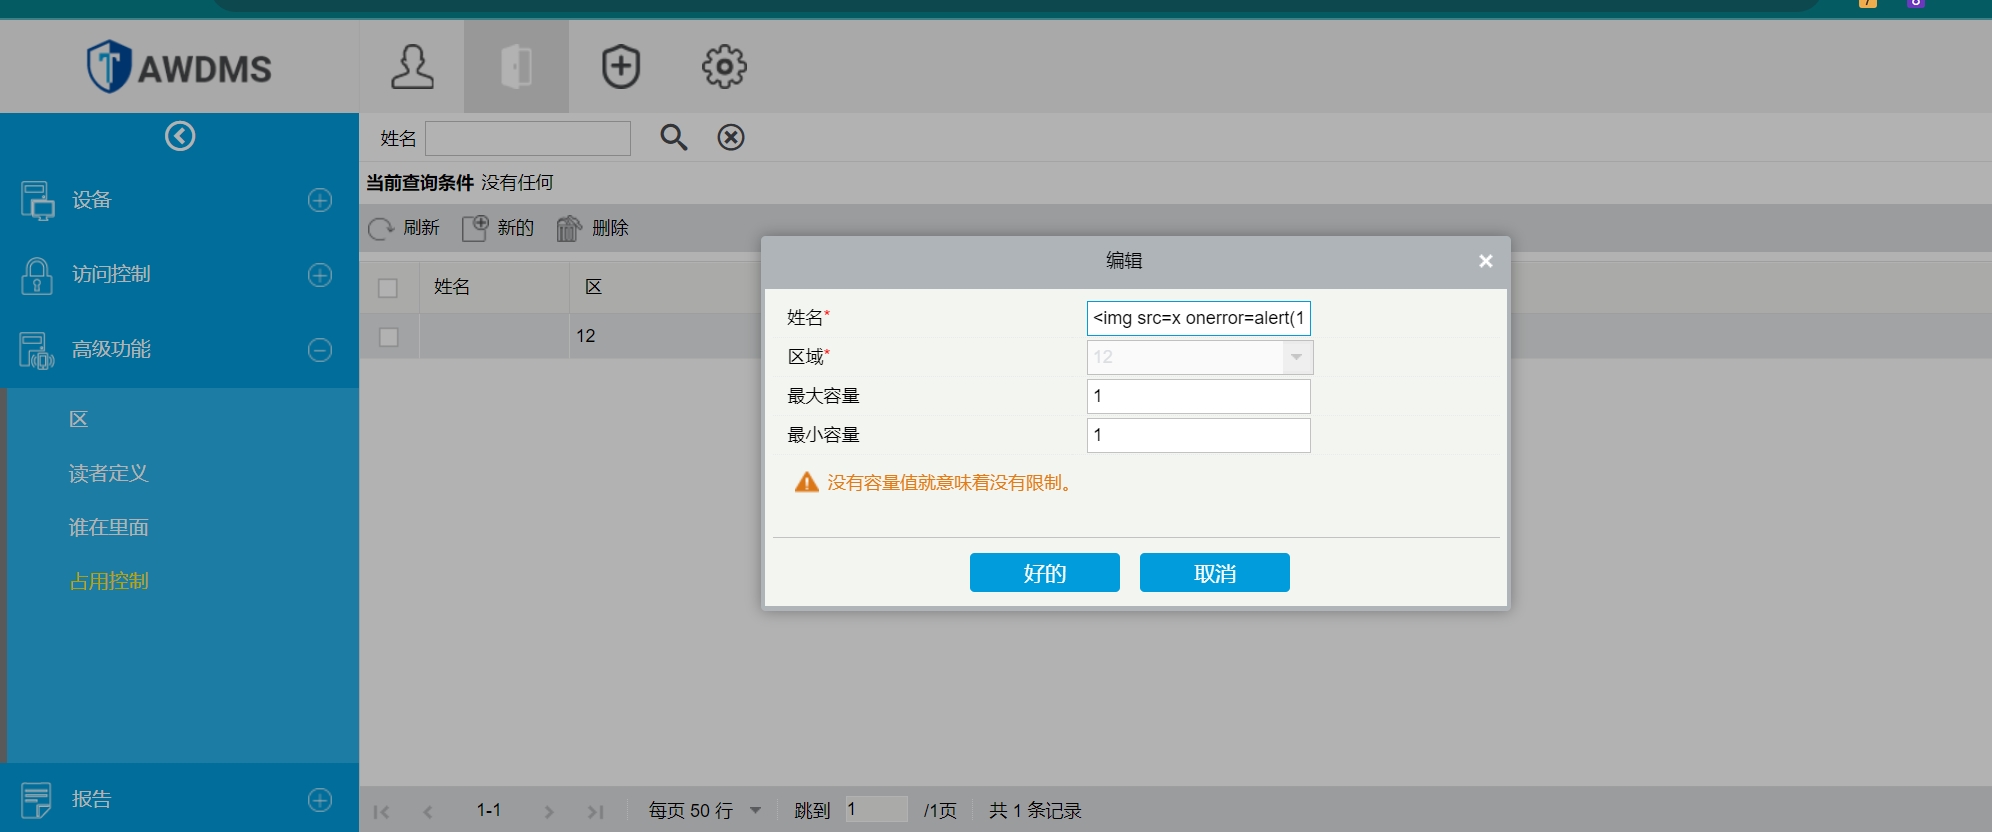 AWDMS
姓名
当前查询条件 没有任何
刷新 新的 删除
姓名 区
12
设备
访问控制
高级功能
区
读者定义
谁在里面
占用控制
报告
编辑 ×
姓名* <img src=x onerror=alert(1
区域* 12
最大容量 1
最小容量 1
没有容量值就意味着没有限制。
好的 取消
1-1 每页 50 行 跳到 1 /1页 共 1 条记录